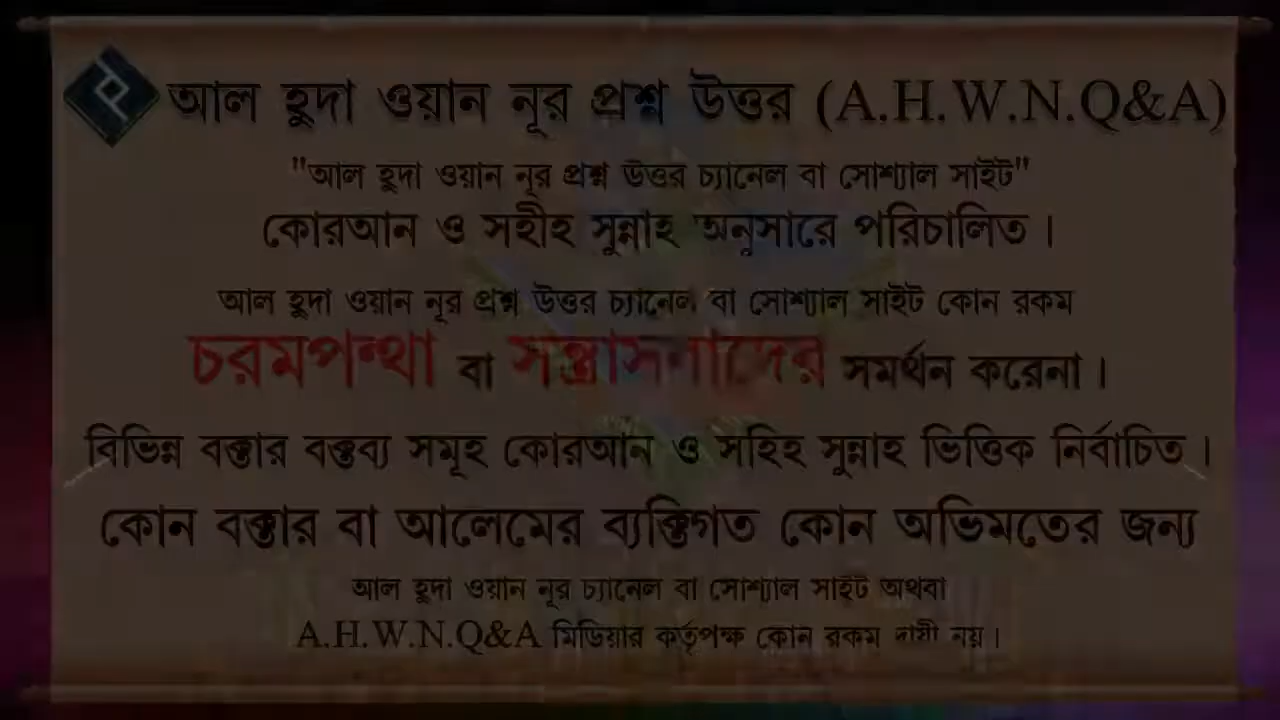 আল হুদা ওয়ান নূর প্রশ্ন উত্তর (A.H.W.N.Q&A)
"আল হুদা ওয়ান নূর প্রশ্ন উত্তর চ্যানেল বা সোশ্যাল সাইট"
কোরআন ও সহীহ সুন্নাহ অনুসারে পরিচালিত ।
আল হুদা ওয়ান নূর প্রশ্ন উত্তর চ্যানেল বা সোশ্যাল সাইট কোন রকম
চরমপন্থা বা সন্ত্রাসবাদের সমর্থন করেনা ।
বিভিন্ন বক্তার বক্তব্য সমূহ কোরআন ও সহিহ সুন্নাহ ভিত্তিক নির্বাচিত ।
কোন বক্তার বা আলেমের ব্যক্তিগত কোন অভিমতের জন্য
আল হুদা ওয়ান নূর চ্যানেল বা সোশ্যাল সাইট অথবা
A.H.W.N.Q&A মিডিয়ার কর্তৃপক্ষ কোন রকম দায়ী নয় ।